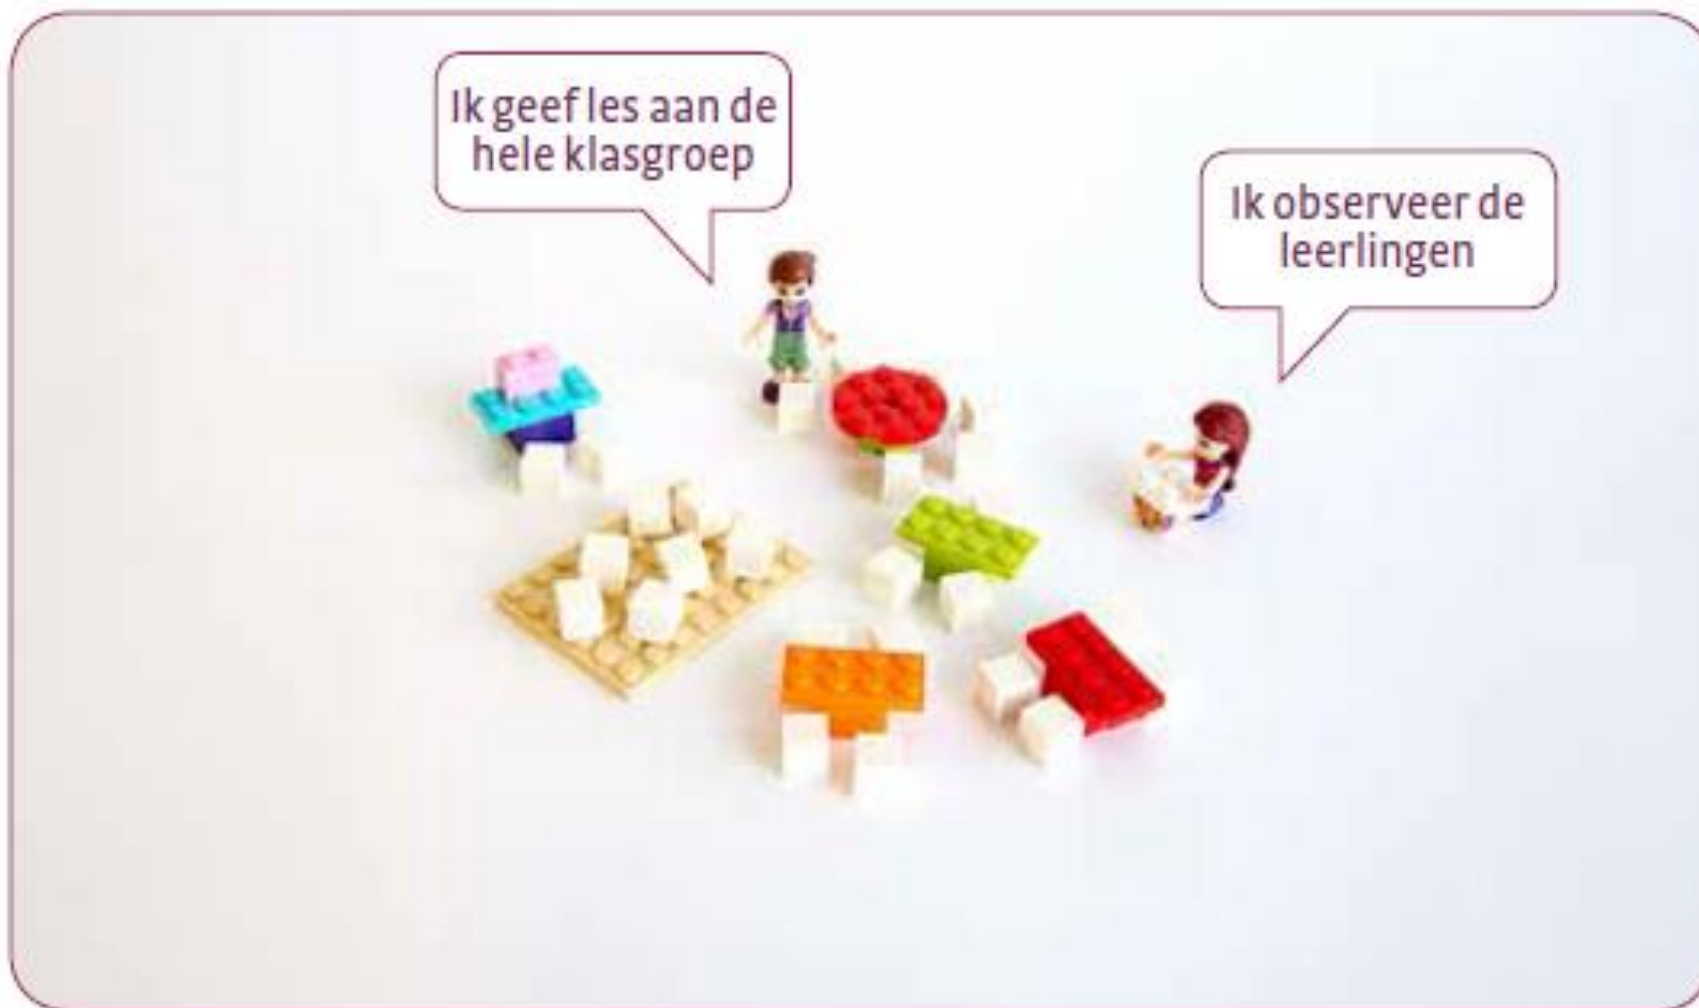 Ik geef les aan de
hele klasgroep
Ik observeer de
leerlingen